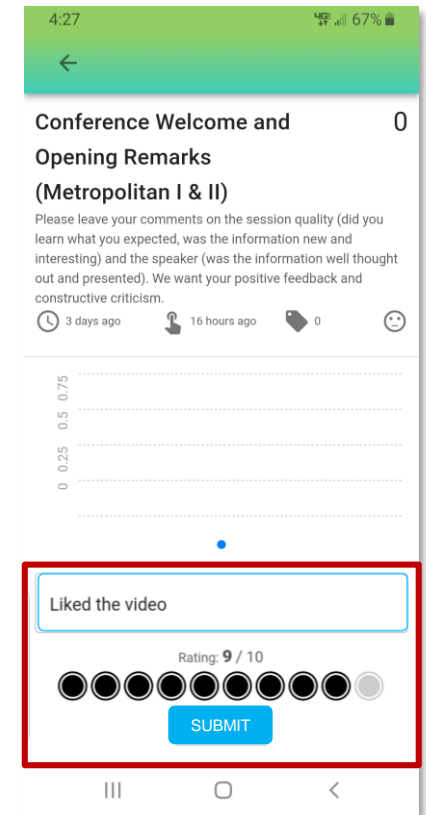 4:27 67%
Conference Welcome and 0
Opening Remarks
(Metropolitan I & II)
Please leave your comments on the session quality (did you
learn what you expected, was the information new and
interesting) and the speaker (was the information well thought
out and presented). We want your positive feedback and
constructive criticism.
3 days ago 16 hours ago 0
0.75
0.5
0.25
0
Liked the video
Rating: 9 / 10
SUBMIT